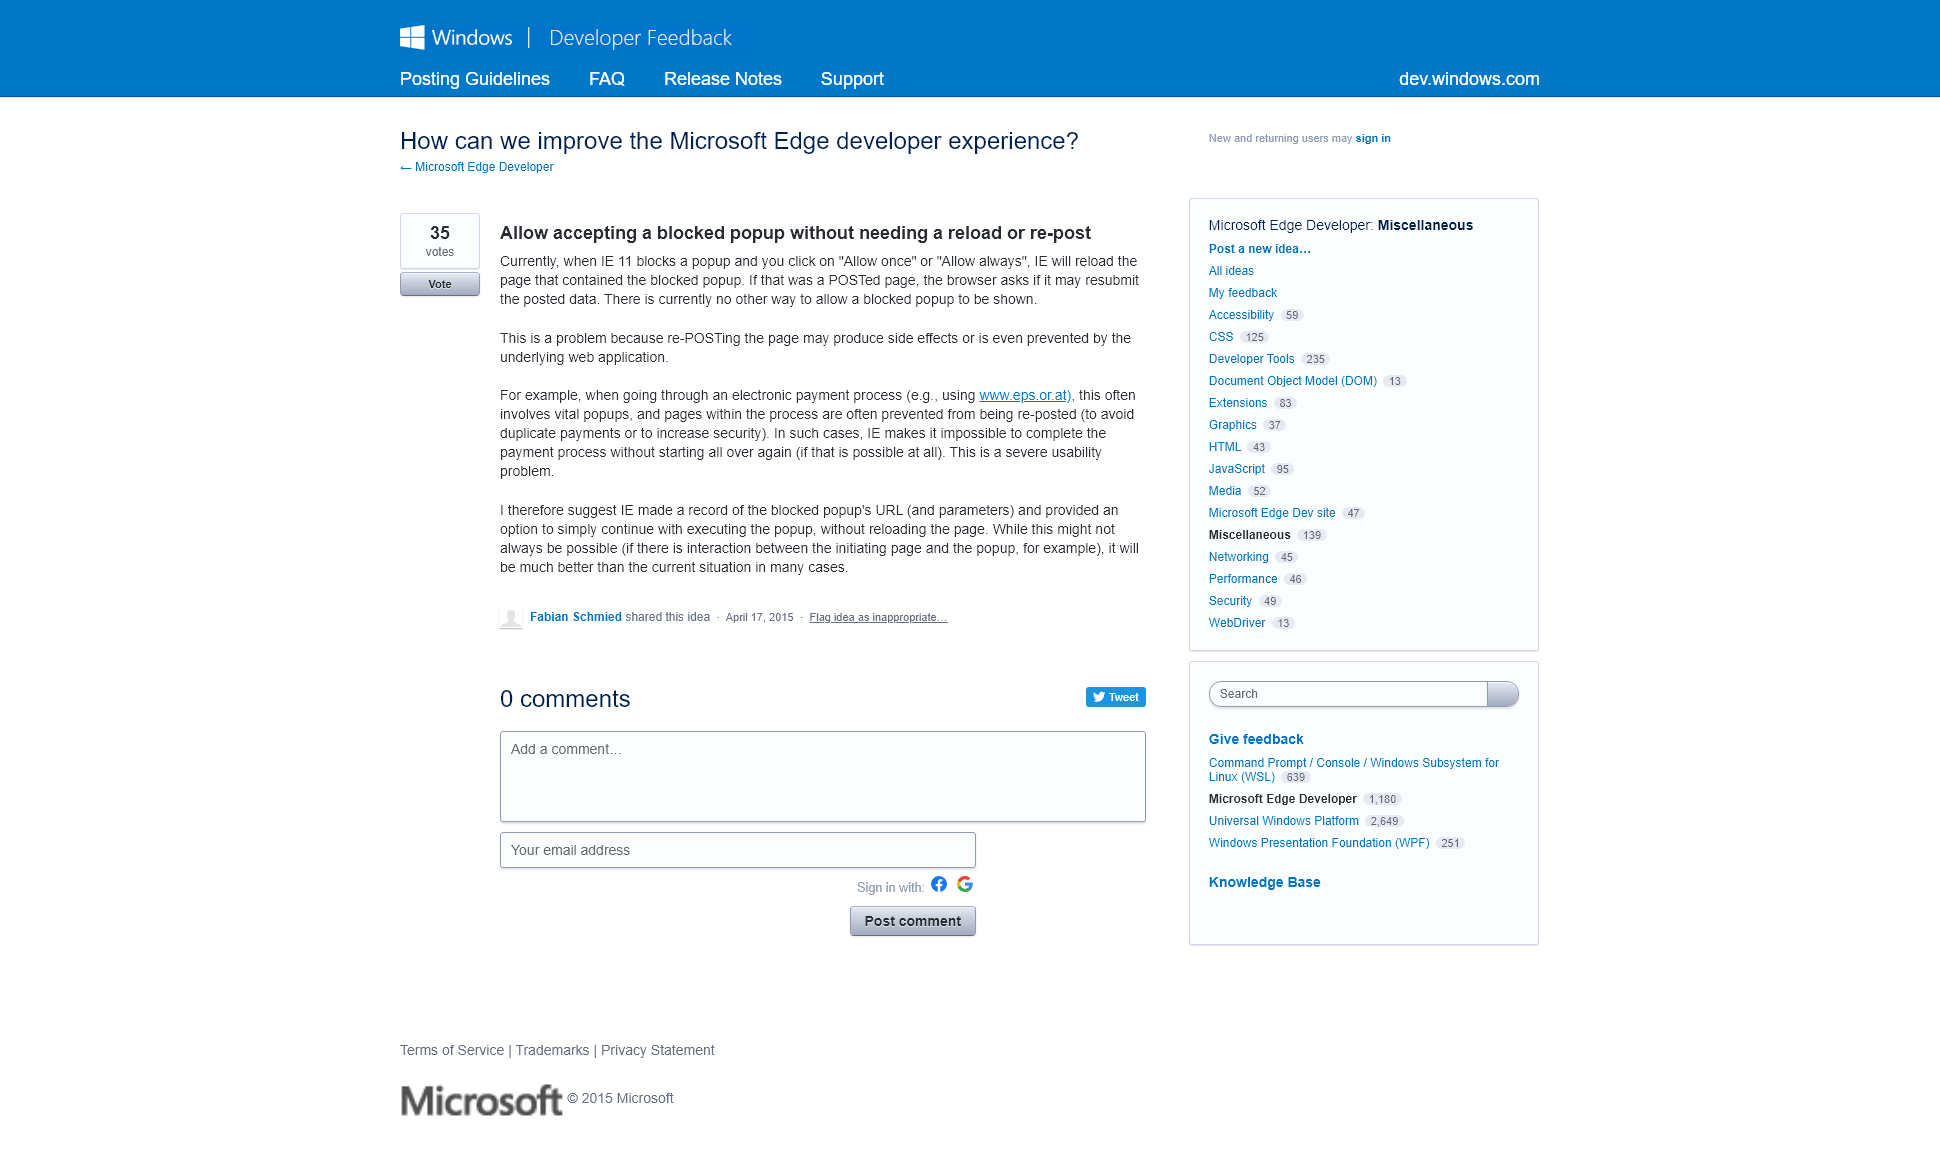 Windows | Developer Feedback
Posting Guidelines FAQ Release Notes Support dev.windows.com
How can we improve the Microsoft Edge developer experience?
← Microsoft Edge Developer
New and returning users may sign in
35
votes
Vote
Allow accepting a blocked popup without needing a reload or re-post
Currently, when IE 11 blocks a popup and you click on "Allow once" or "Allow always", IE will reload the
page that contained the blocked popup. If that was a POSTed page, the browser asks if it may resubmit
the posted data. There is currently no other way to allow a blocked popup to be shown.
This is a problem because re-POSTing the page may produce side effects or is even prevented by the
underlying web application.
For example, when going through an electronic payment process (e.g., using www.eps.or.at), this often
involves vital popups, and pages within the process are often prevented from being re-posted (to avoid
duplicate payments or to increase security). In such cases, IE makes it impossible to complete the
payment process without starting all over again (if that is possible at all). This is a severe usability
problem.
I therefore suggest IE made a record of the blocked popup's URL (and parameters) and provided an
option to simply continue with executing the popup, without reloading the page. While this might not
always be possible (if there is interaction between the initiating page and the popup, for example), it will
be much better than the current situation in many cases.
Fabian Schmied shared this idea · April 17, 2015 · Flag idea as inappropriate…
0 comments
Tweet
Add a comment…
Your email address
Sign in with:
Post comment
Microsoft Edge Developer: Miscellaneous
Post a new idea…
All ideas
My feedback
Accessibility 59
CSS 125
Developer Tools 235
Document Object Model (DOM) 13
Extensions 83
Graphics 37
HTML 43
JavaScript 95
Media 52
Microsoft Edge Dev site 47
Miscellaneous 139
Networking 45
Performance 46
Security 49
WebDriver 13
Search
Give feedback
Command Prompt / Console / Windows Subsystem for
Linux (WSL) 639
Microsoft Edge Developer 1,180
Universal Windows Platform 2,649
Windows Presentation Foundation (WPF) 251
Knowledge Base
Terms of Service | Trademarks | Privacy Statement
Microsoft © 2015 Microsoft